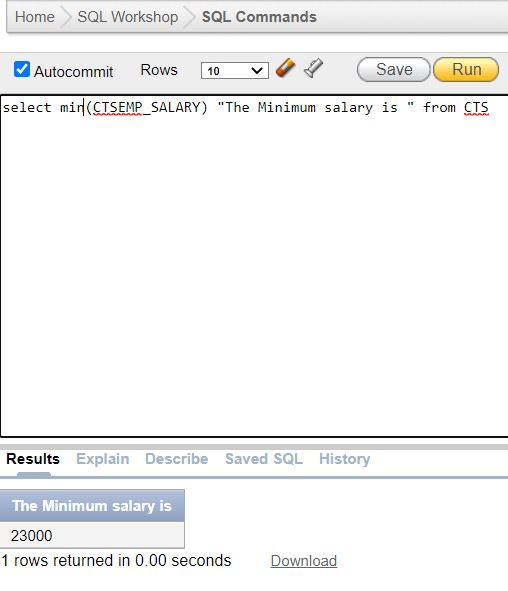 Home SQL Workshop SQL Commands
Autocommit Rows 10 Save Run
select min(CTSEMP_SALARY) "The Minimum salary is " from CTS
Results Explain Describe Saved SQL History
The Minimum salary is
23000
1 rows returned in 0.00 seconds Download